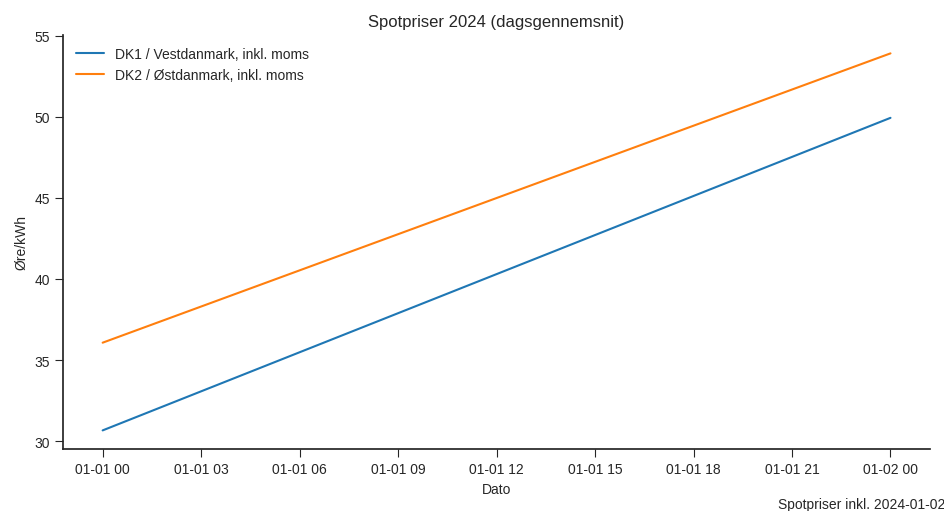 Spotpriser 2024 (dagsgennemsnit)
DK1 / Vestdanmark, inkl. moms
DK2 / Østdanmark, inkl. moms
Øre/kWh
55
50
45
40
35
30
01-01 00 01-01 03 01-01 06 01-01 09 01-01 12 01-01 15 01-01 18 01-01 21 01-02 00
Dato
Spotpriser inkl. 2024-01-02